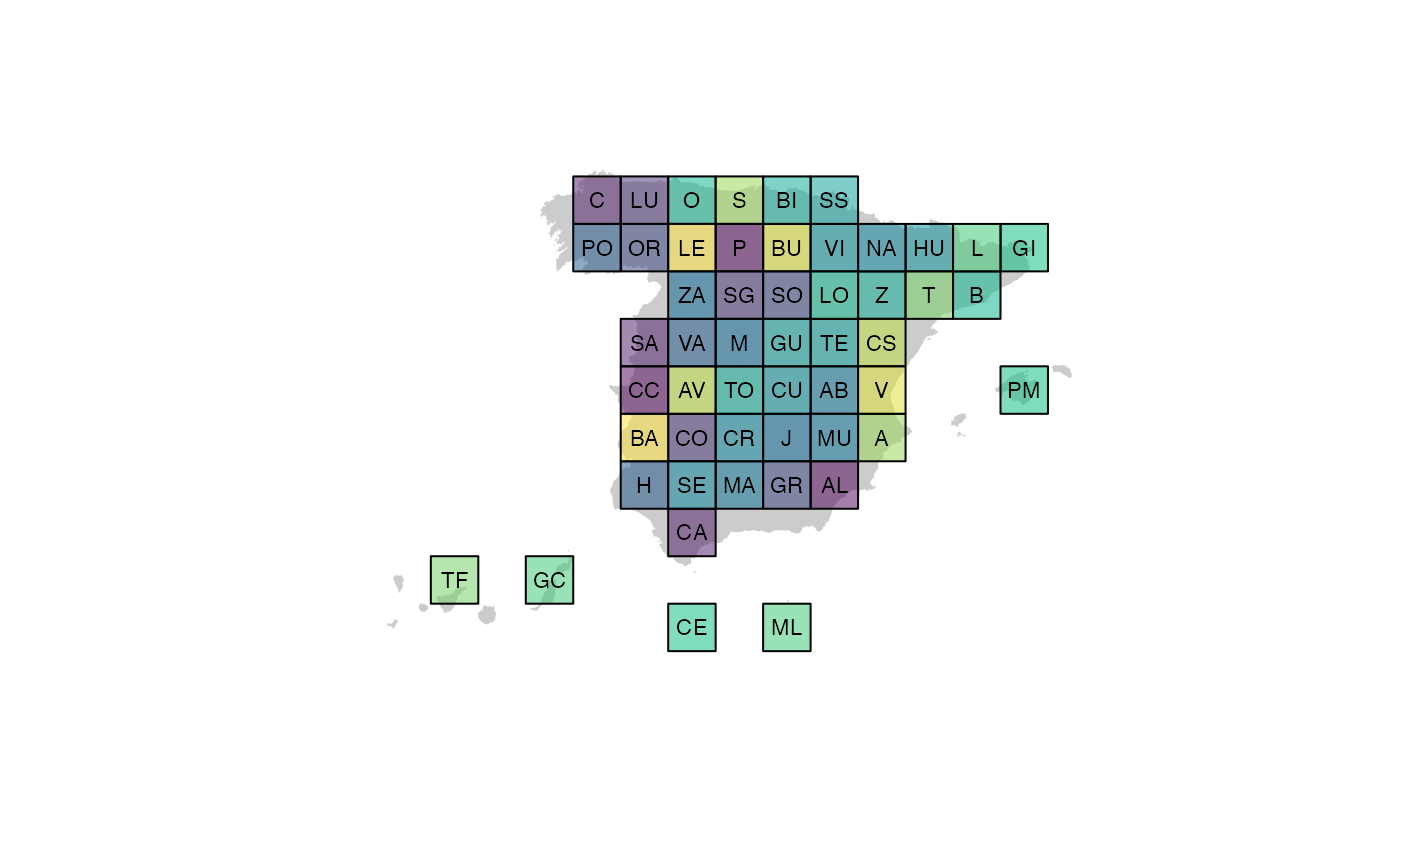 C LU O S BI SS
PO OR LE P BU VI NA HU L GI
ZA SG SO LO Z T B
SA VA M GU TE CS
CC AV TO CU AB V PM
BA CO CR J MU A
H SE MA GR AL
CA
TF GC
CE ML